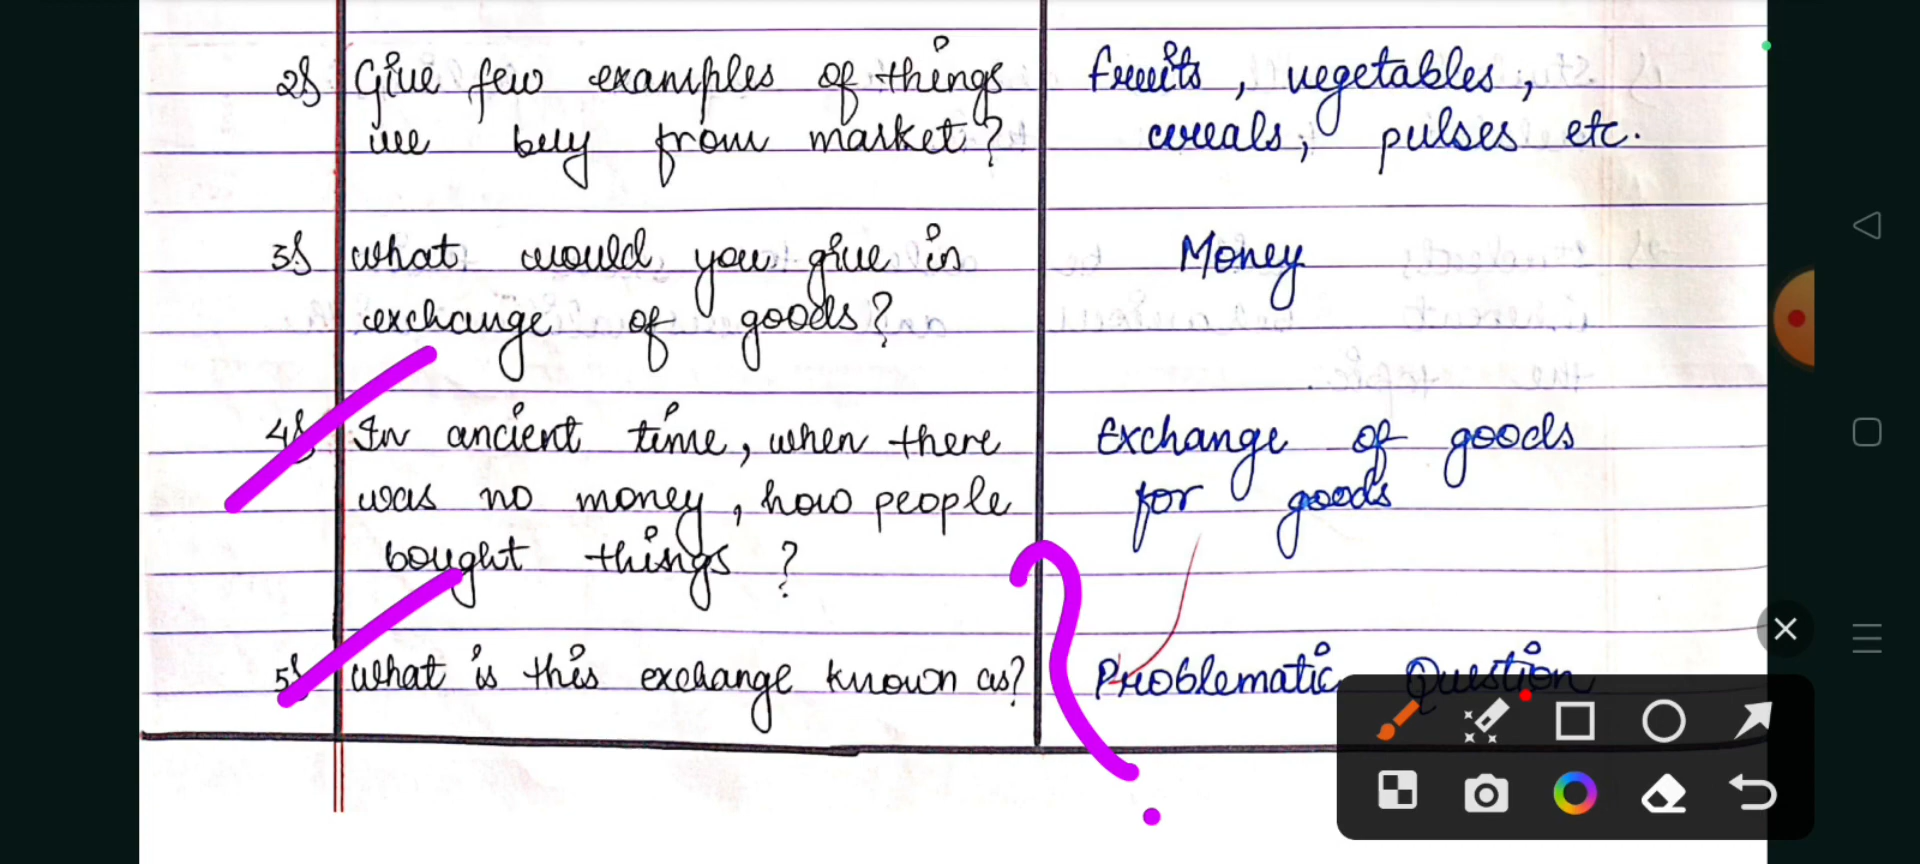 2) Give few examples of things
we buy from market?
fruits, vegetables,
cereals, pulses etc.
3) What would you give in
exchange of goods?
Money
4) In ancient time, when there
was no money, how people
bought things ?
Exchange of goods
for goods
5) What is this exchange known as?
Problematic Question